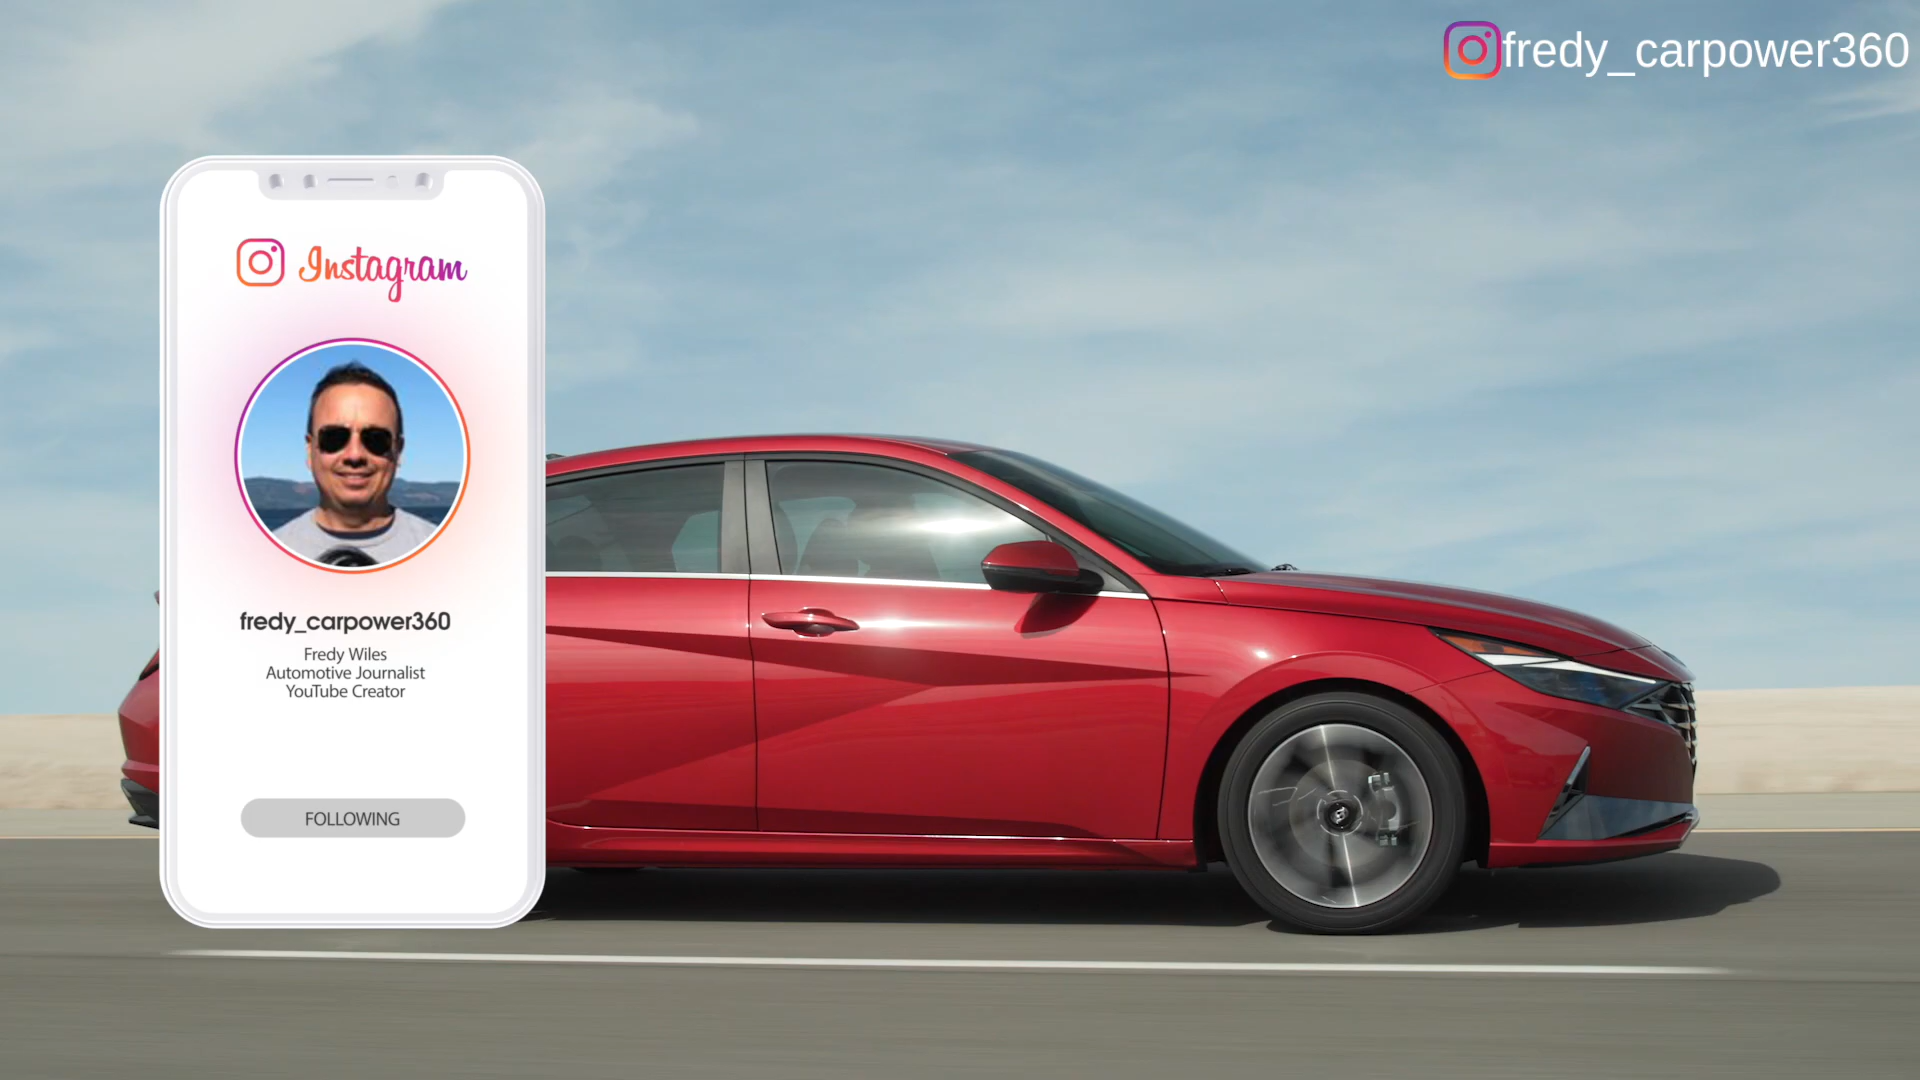 fredy_carpower360
Instagram
fredy_carpower360
Fredy Wiles
Automotive Journalist
YouTube Creator
FOLLOWING